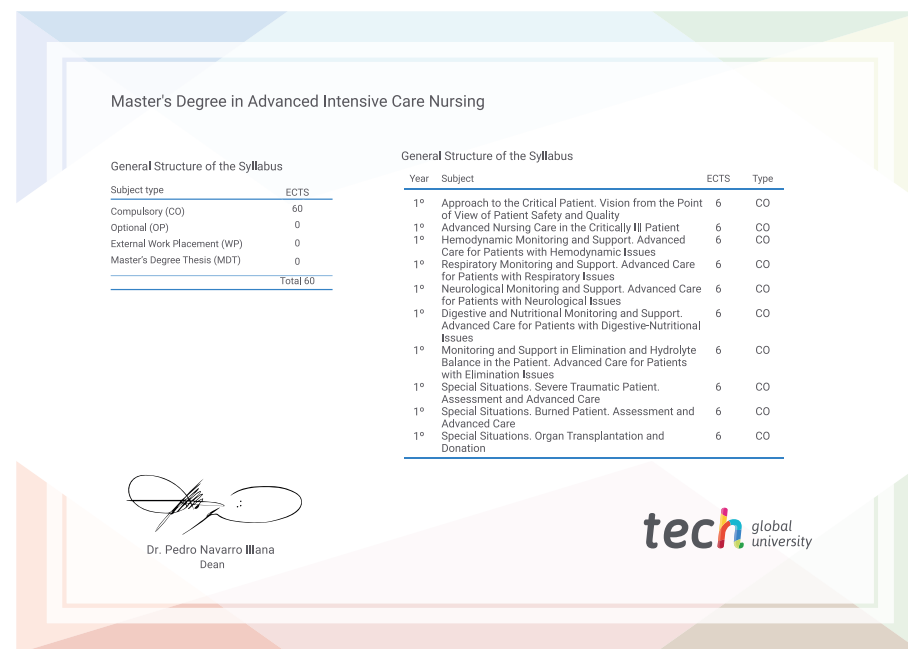 Master's Degree in Advanced Intensive Care Nursing
General Structure of the Syllabus
Subject type ECTS
Compulsory (CO) 60
Optional (OP) 0
External Work Placement (WP) 0
Master's Degree Thesis (MDT) 0
Total 60
General Structure of the Syllabus
Year Subject ECTS Type
1º Approach to the Critical Patient. Vision from the Point 6 CO
of View of Patient Safety and Quality
1º Advanced Nursing Care in the Critically Ill Patient 6 CO
1º Hemodynamic Monitoring and Support. Advanced 6 CO
Care for Patients with Hemodynamic Issues
1º Respiratory Monitoring and Support. Advanced Care 6 CO
for Patients with Respiratory Issues
1º Neurological Monitoring and Support. Advanced Care 6 CO
for Patients with Neurological Issues
1º Digestive and Nutritional Monitoring and Support. 6 CO
Advanced Care for Patients with Digestive-Nutritional
Issues
1º Monitoring and Support in Elimination and Hydrolyte 6 CO
Balance in the Patient. Advanced Care for Patients
with Elimination Issues
1º Special Situations. Severe Traumatic Patient. 6 CO
Assessment and Advanced Care
1º Special Situations. Burned Patient. Assessment and 6 CO
Advanced Care
1º Special Situations. Organ Transplantation and 6 CO
Donation
Dr. Pedro Navarro Illana
Dean
tech global
university